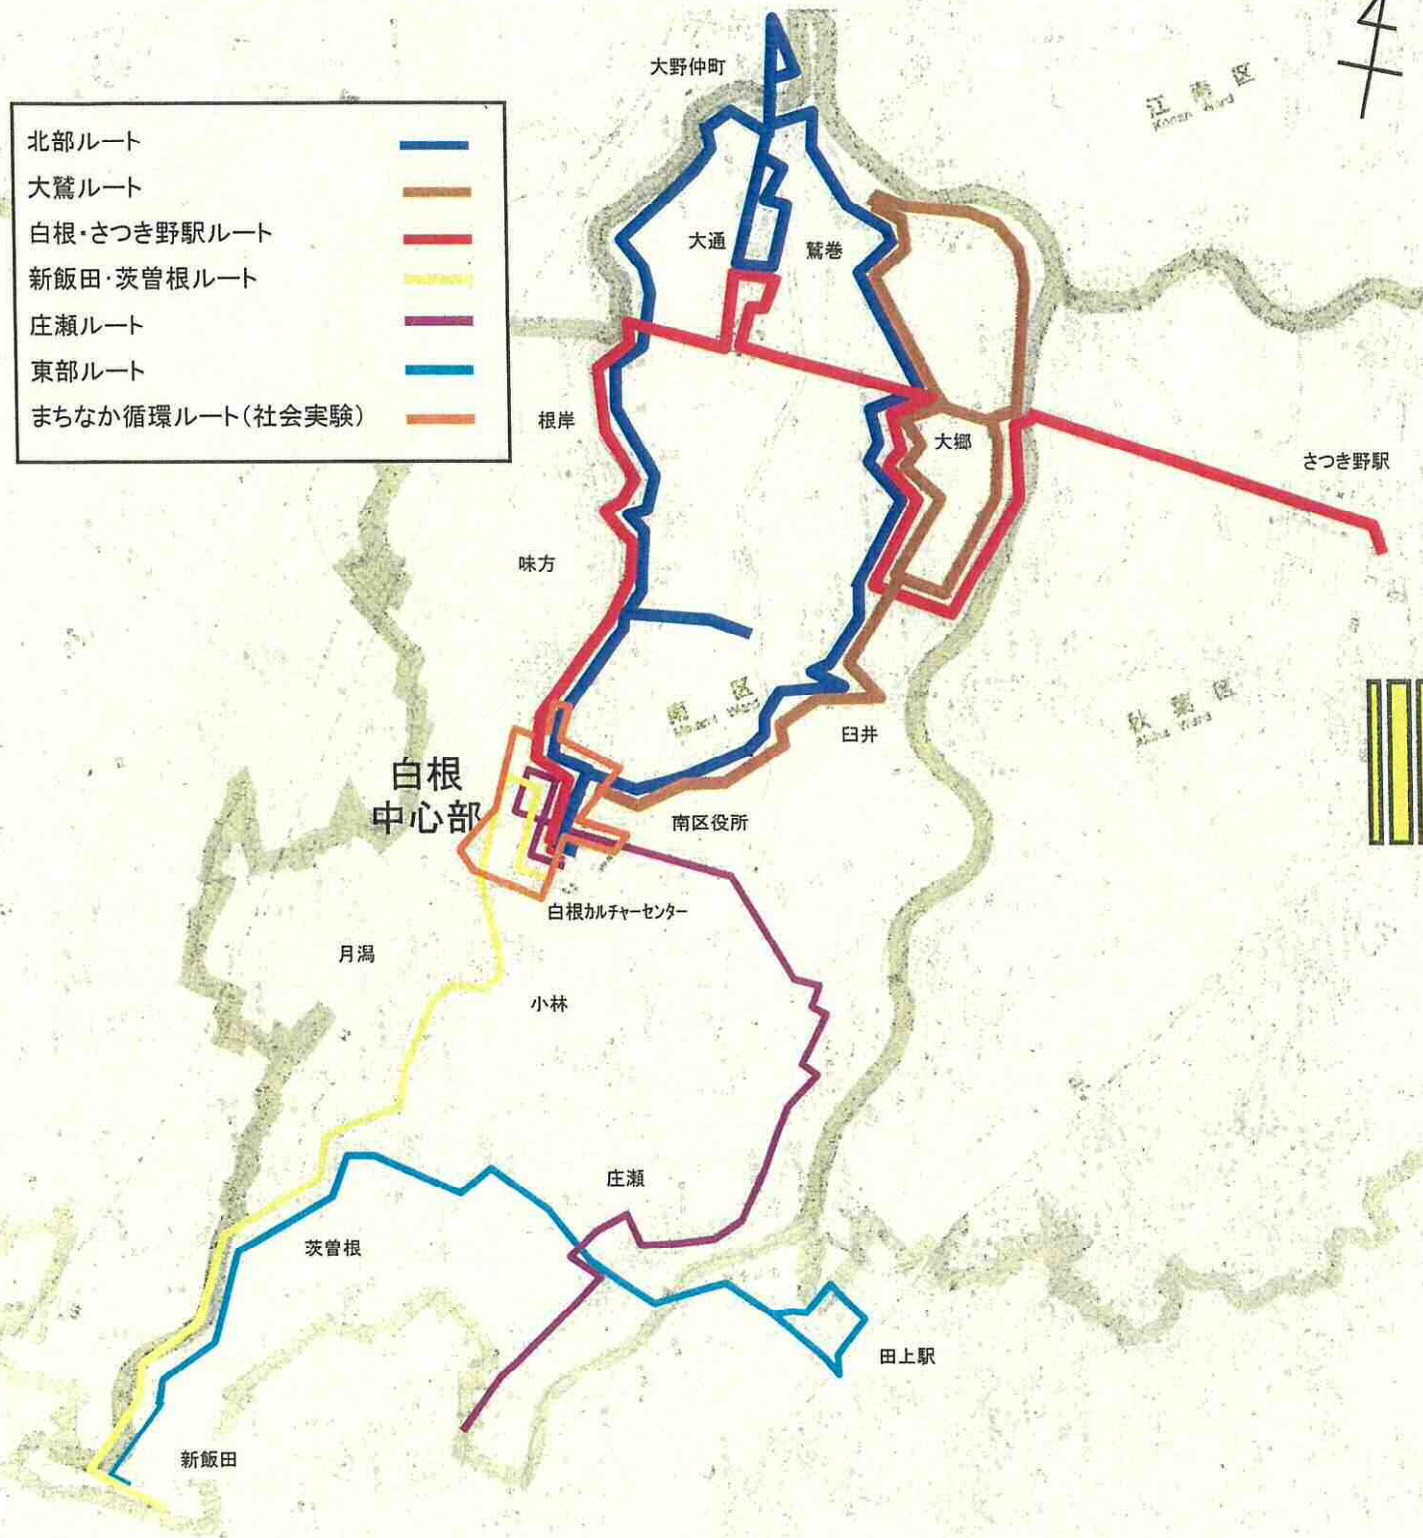 大野仲町
江南区
Konan Ward
北部ルート
大鷲ルート
白根・さつき野駅ルート
新飯田・茨曽根ルート
庄瀬ルート
東部ルート
まちなか循環ルート(社会実験)
大通
鷲巻
根岸
大郷
さつき野駅
味方
南区
Minami Ward
秋葉区
Akiha Ward
臼井
白根
中心部
南区役所
白根カルチャーセンター
月潟
小林
庄瀬
茨曽根
田上駅
新飯田